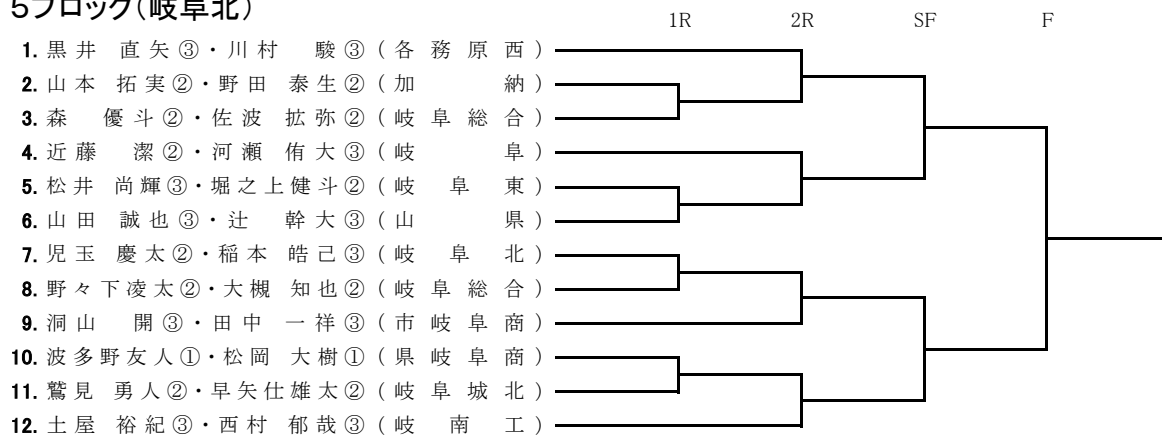 5ブロック(岐阜北)
1R 2R SF F
1. 黒井 直矢③・川村 駿③(各務原西)
2. 山本 拓実②・野田 泰生②(加納)
3. 森 優斗②・佐波 拡弥②(岐阜総合)
4. 近藤 潔②・河瀬 侑大③(岐阜)
5. 松井 尚輝③・堀之上健斗②(岐阜東)
6. 山田 誠也③・辻 幹大③(山県)
7. 児玉 慶太②・稲本 皓己③(岐阜北)
8. 野々下凌太②・大槻 知也②(岐阜総合)
9. 洞山 開③・田中 一祥③(市岐阜商)
10. 波多野友人①・松岡 大樹①(県岐阜商)
11. 鷲見 勇人②・早矢仕雄太②(岐阜城北)
12. 土屋 裕紀③・西村 郁哉③(岐南工)